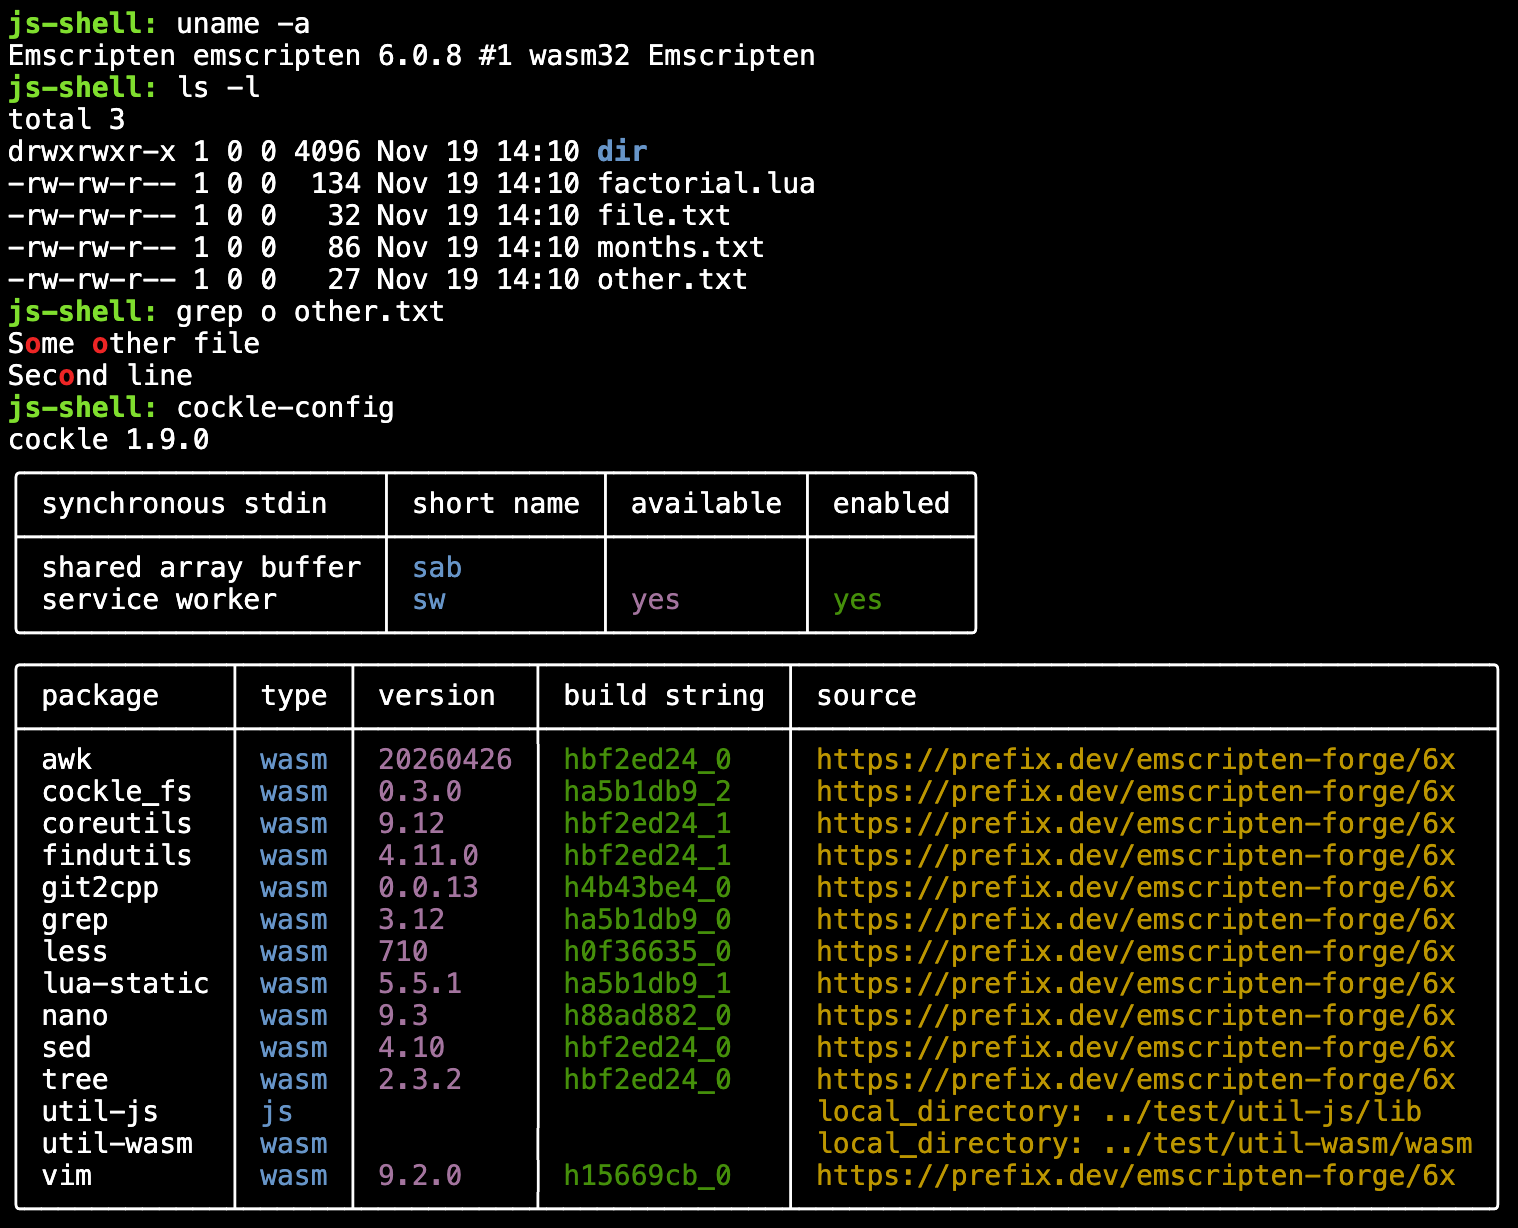 js-shell: uname -a
Emscripten emscripten 6.0.8 #1 wasm32 Emscripten
js-shell: ls -l
total 3
drwxrwxr-x 1 0 0 4096 Nov 19 14:10 dir
-rw-rw-r-- 1 0 0  134 Nov 19 14:10 factorial.lua
-rw-rw-r-- 1 0 0   32 Nov 19 14:10 file.txt
-rw-rw-r-- 1 0 0   86 Nov 19 14:10 months.txt
-rw-rw-r-- 1 0 0   27 Nov 19 14:10 other.txt
js-shell: grep o other.txt
Some other file
Second line
js-shell: cockle-config
cockle 1.9.0
synchronous stdin short name available enabled
shared array buffer sab
service worker sw yes yes
package type version build string source
awk wasm 20260426 hbf2ed24_0 https://prefix.dev/emscripten-forge/6x
cockle_fs wasm 0.3.0 ha5b1db9_2 https://prefix.dev/emscripten-forge/6x
coreutils wasm 9.12 hbf2ed24_1 https://prefix.dev/emscripten-forge/6x
findutils wasm 4.11.0 hbf2ed24_1 https://prefix.dev/emscripten-forge/6x
git2cpp wasm 0.0.13 h4b43be4_0 https://prefix.dev/emscripten-forge/6x
grep wasm 3.12 ha5b1db9_0 https://prefix.dev/emscripten-forge/6x
less wasm 710 h0f36635_0 https://prefix.dev/emscripten-forge/6x
lua-static wasm 5.5.1 ha5b1db9_1 https://prefix.dev/emscripten-forge/6x
nano wasm 9.3 h88ad882_0 https://prefix.dev/emscripten-forge/6x
sed wasm 4.10 hbf2ed24_0 https://prefix.dev/emscripten-forge/6x
tree wasm 2.3.2 hbf2ed24_0 https://prefix.dev/emscripten-forge/6x
util-js js local_directory: ../test/util-js/lib
util-wasm wasm local_directory: ../test/util-wasm/wasm
vim wasm 9.2.0 h15669cb_0 https://prefix.dev/emscripten-forge/6x